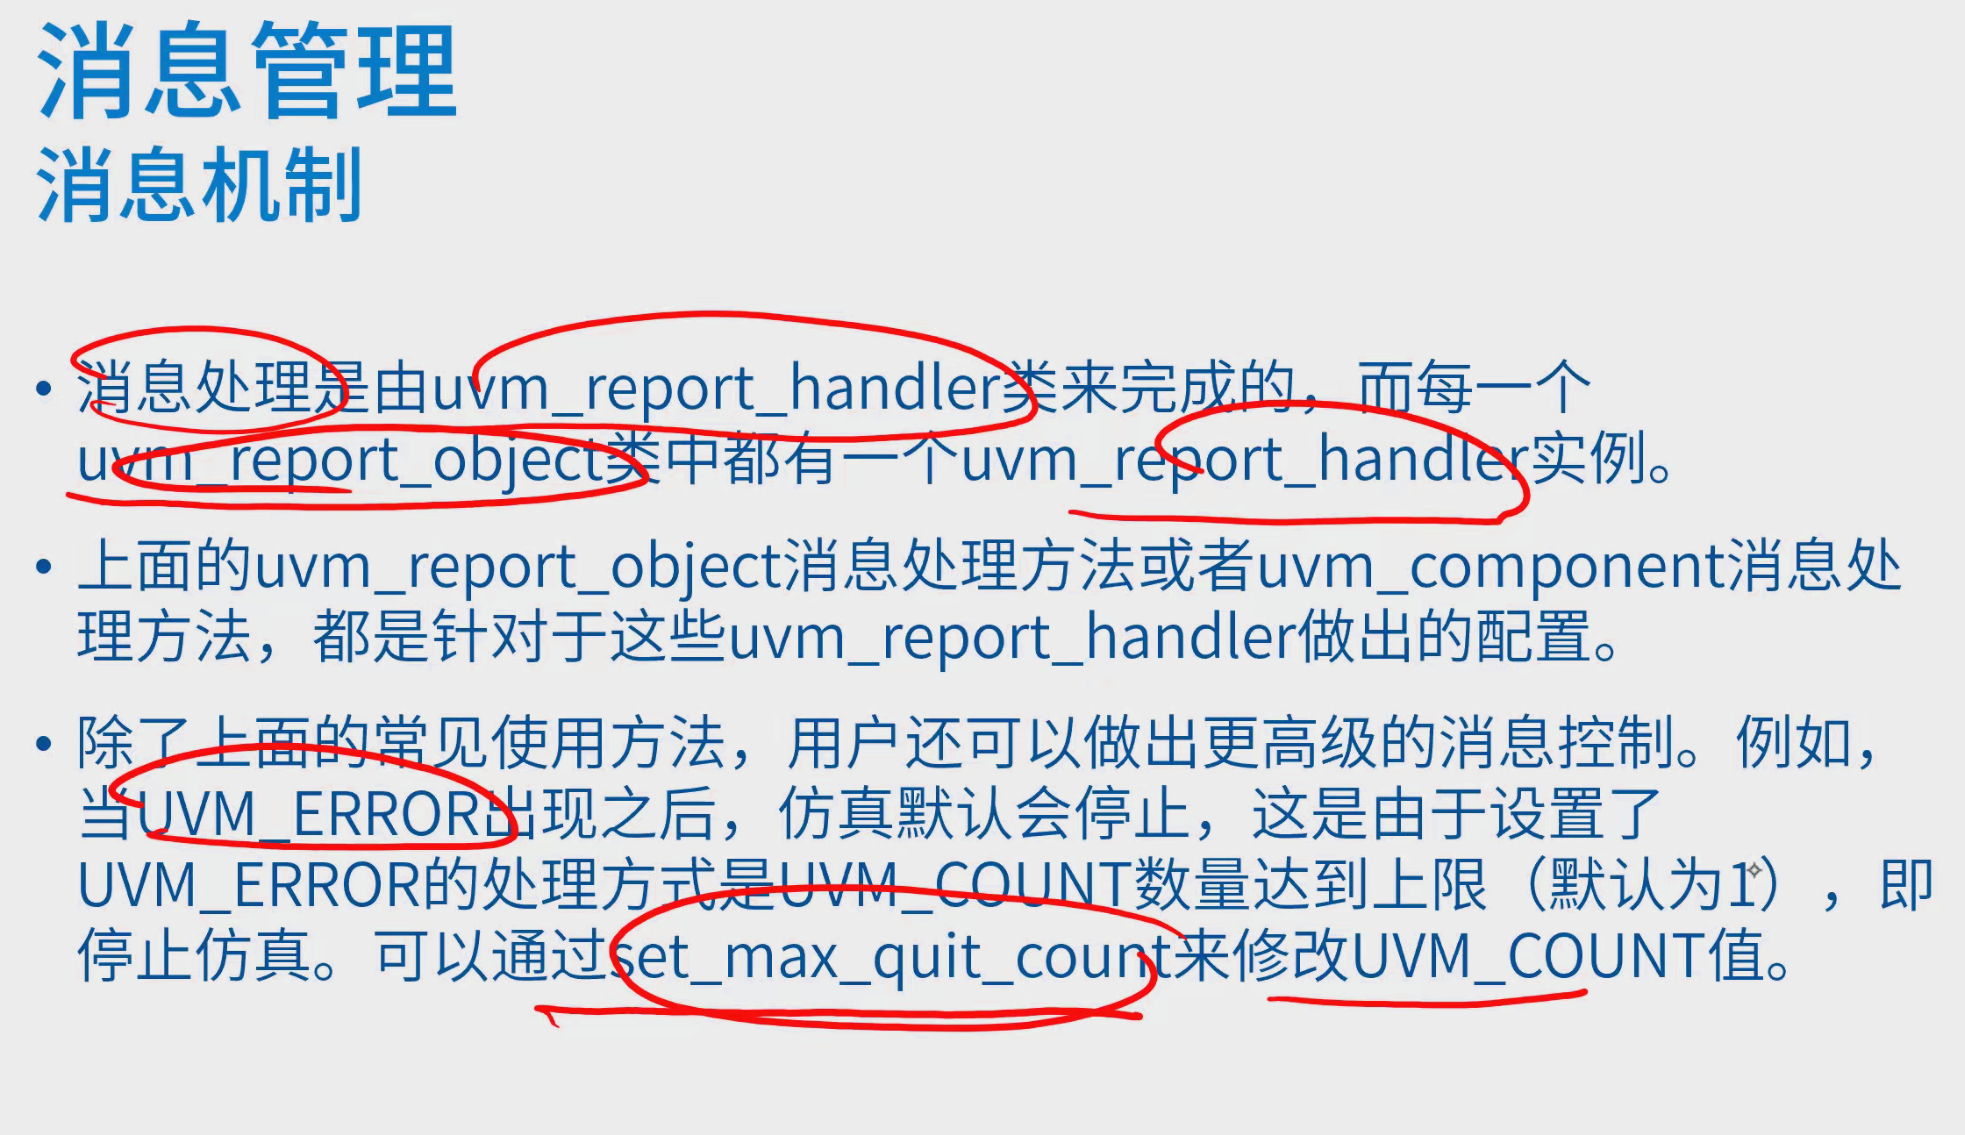 消息管理
消息机制
• 消息处理是由uvm_report_handler类来完成的，而每一个
uvm_report_object类中都有一个uvm_report_handler实例。
• 上面的uvm_report_object消息处理方法或者uvm_component消息处
理方法，都是针对于这些uvm_report_handler做出的配置。
• 除了上面的常见使用方法，用户还可以做出更高级的消息控制。例如，
当UVM_ERROR出现之后，仿真默认会停止，这是由于设置了
UVM_ERROR的处理方式是UVM_COUNT数量达到上限（默认为1），即
停止仿真。可以通过set_max_quit_count来修改UVM_COUNT值。